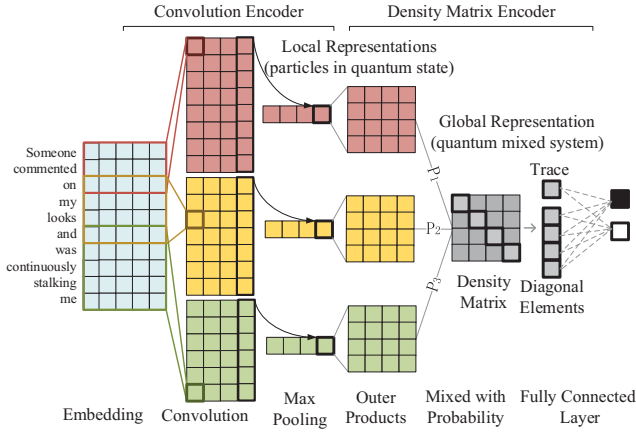 Convolution Encoder
Density Matrix Encoder
Local Representations
(particles in quantum state)
Global Representation
(quantum mixed system)
Someone
commented
on
my
looks
and
was
continuously
stalking
me
P1
P2
P3
Trace
Density
Matrix
Diagonal
Elements
Embedding
Convolution
Max
Pooling
Outer
Products
Mixed with
Probability
Fully Connected
Layer